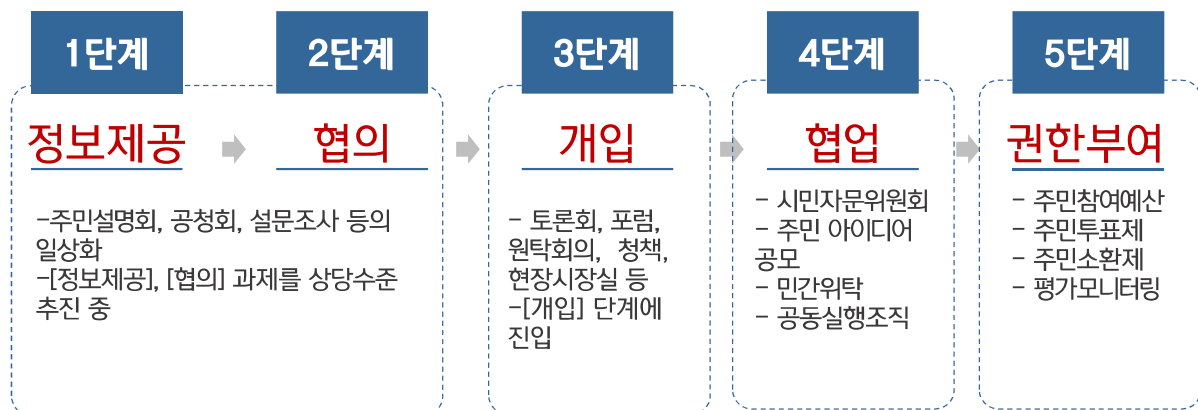 1단계
정보제공
2단계
협의
-주민설명회, 공청회, 설문조사 등의
일상화
-[정보제공], [협의] 과제를 상당수준
추진 중
3단계
개입
- 토론회, 포럼,
원탁회의, 청책,
현장시장실 등
-[개입] 단계에
진입
4단계
협업
- 시민자문위원회
- 주민 아이디어
공모
- 민간위탁
- 공동실행조직
5단계
권한부여
- 주민참여예산
- 주민투표제
- 주민소환제
- 평가모니터링